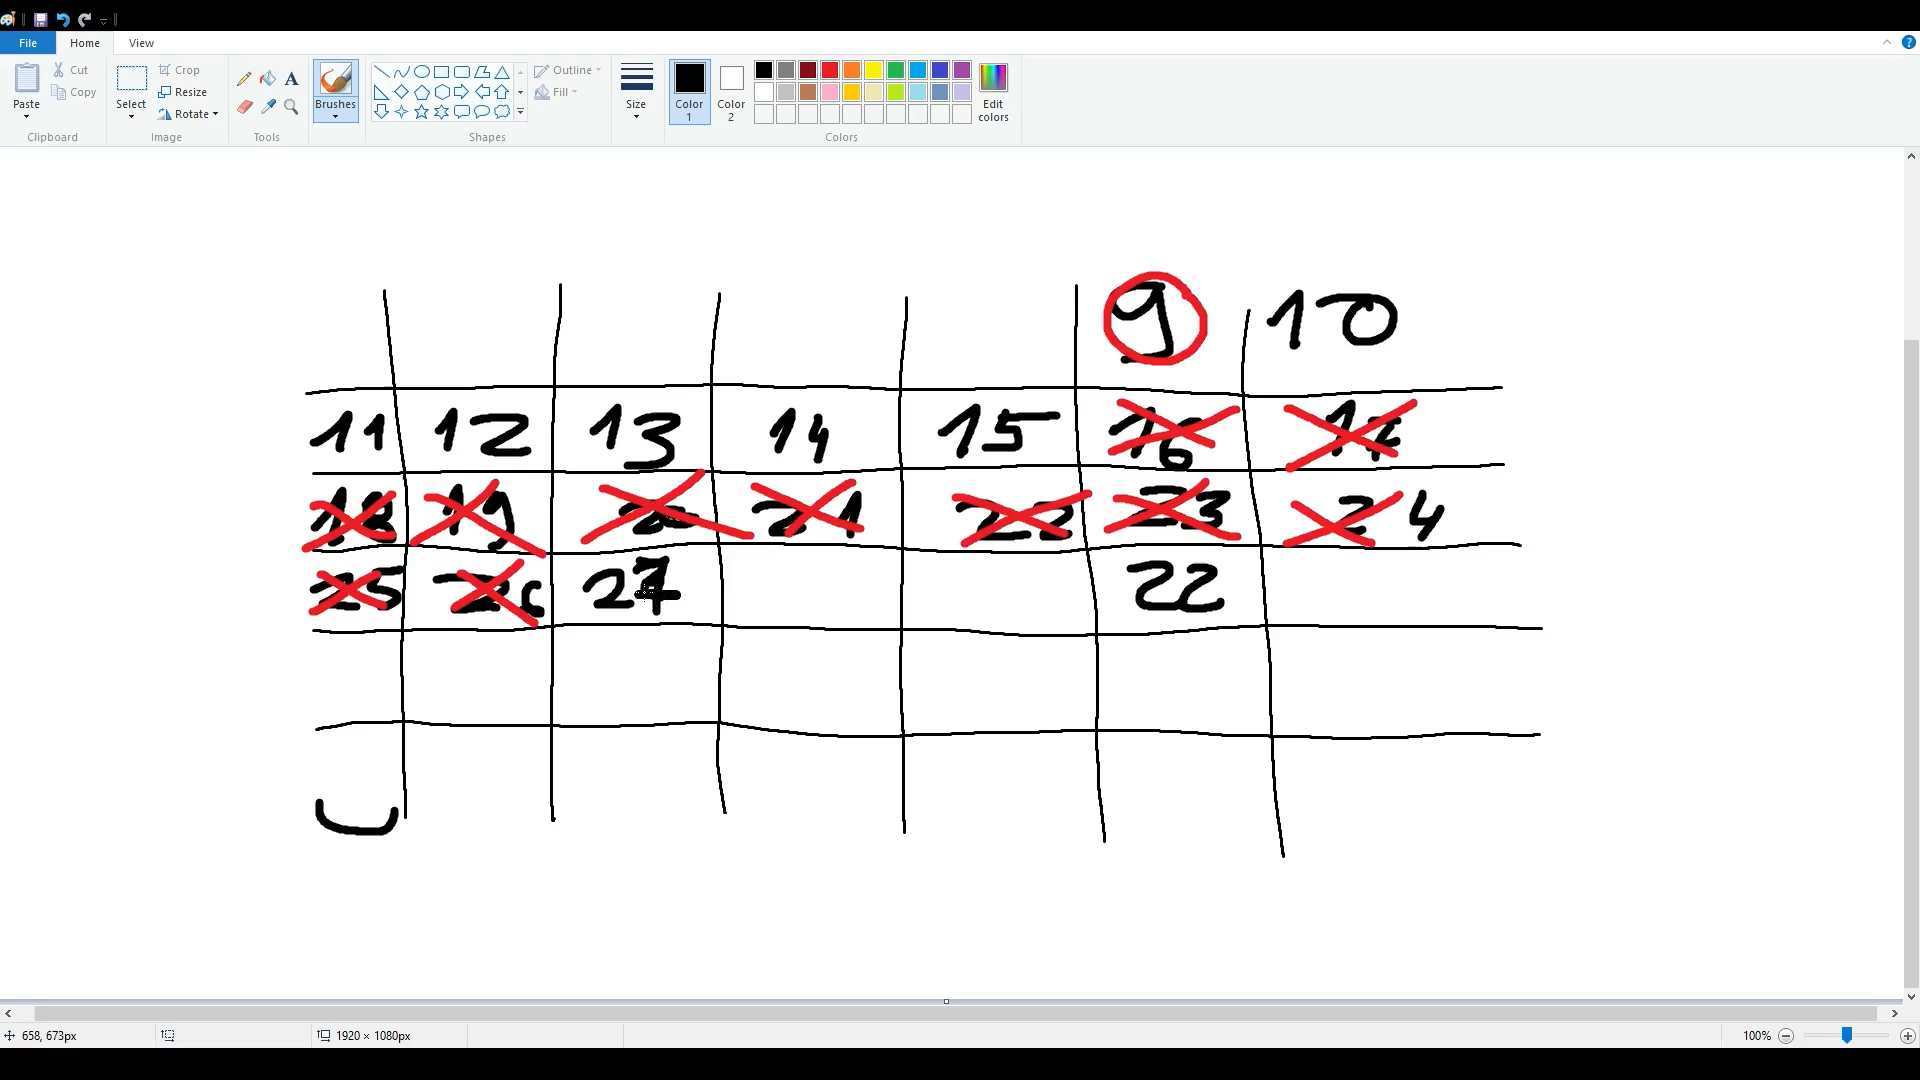 File Home View
Paste Cut Copy Clipboard
Select Crop Resize Rotate Image
Tools
Brushes
Shapes
Outline Fill
Size
Color 1 Color 2 Edit colors Colors
9 10
11 12 13 14 15 16 17
18 19 20 21 22 23 24
25 26 27 22
658, 673px 1920 × 1080px 100%